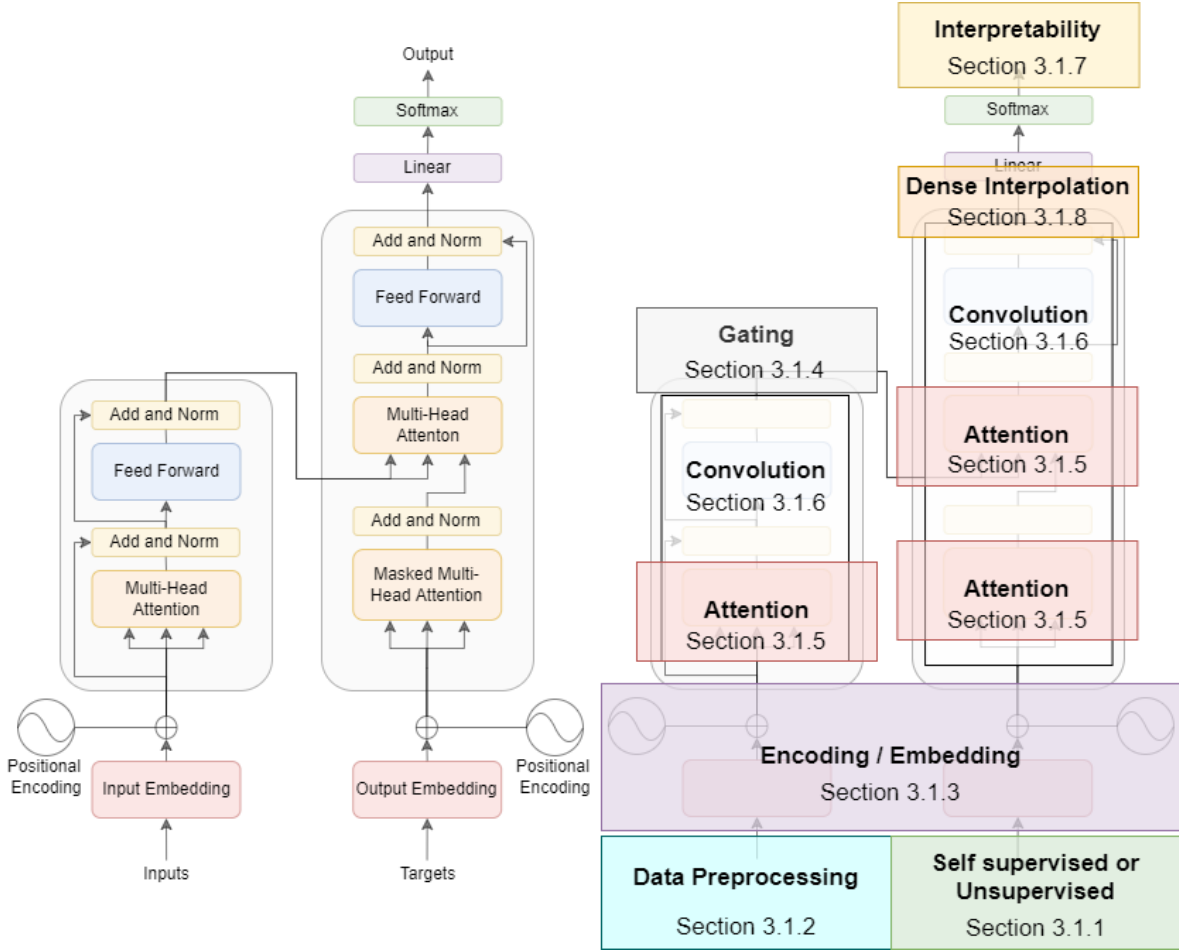 Output
Softmax
Linear
Add and Norm
Feed Forward
Add and Norm
Multi-Head
Attenton
Add and Norm
Masked Multi-
Head Attention
Add and Norm
Feed Forward
Add and Norm
Multi-Head
Attention
Positional
Encoding
Input Embedding
Output Embedding
Positional
Encoding
Inputs
Targets
Interpretability
Section 3.1.7
Softmax
Linear
Dense Interpolation
Section 3.1.8
Convolution
Section 3.1.6
Gating
Section 3.1.4
Attention
Section 3.1.5
Convolution
Section 3.1.6
Attention
Section 3.1.5
Attention
Section 3.1.5
Encoding / Embedding
Section 3.1.3
Data Preprocessing
Section 3.1.2
Self supervised or
Unsupervised
Section 3.1.1